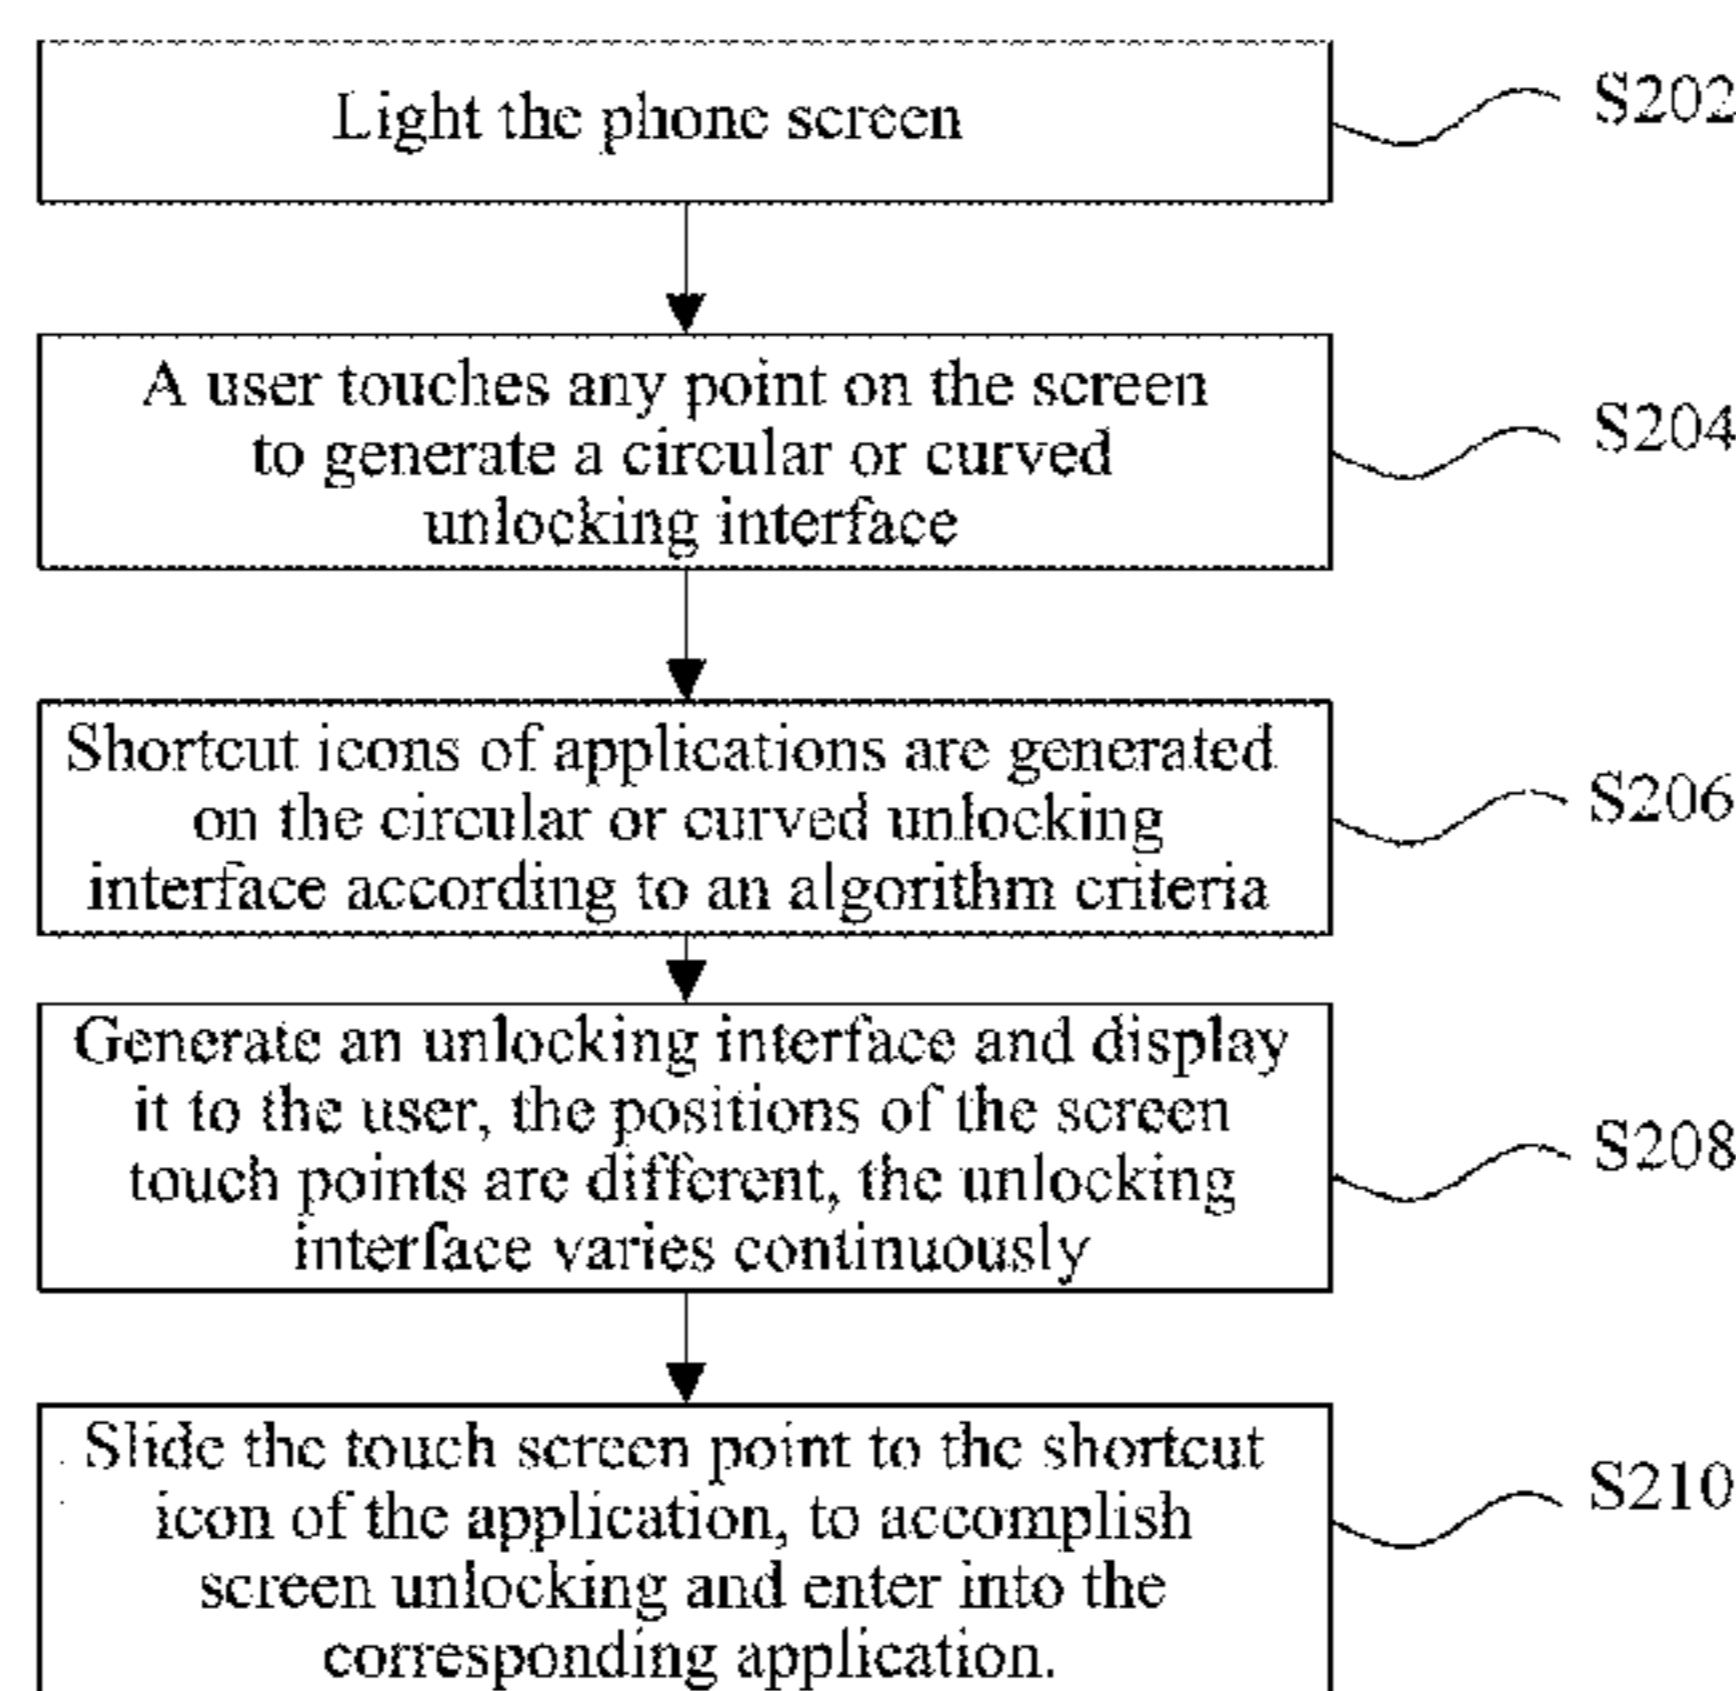 Light the phone screen
S202
A user touches any point on the screen
to generate a circular or curved
unlocking interface
S204
Shortcut icons of applications are generated
on the circular or curved unlocking
interface according to an algorithm criteria
S206
Generate an unlocking interface and display
it to the user, the positions of the screen
touch points are different, the unlocking
interface varies continuously
S208
Slide the touch screen point to the shortcut
icon of the application, to accomplish
screen unlocking and enter into the
corresponding application.
S210